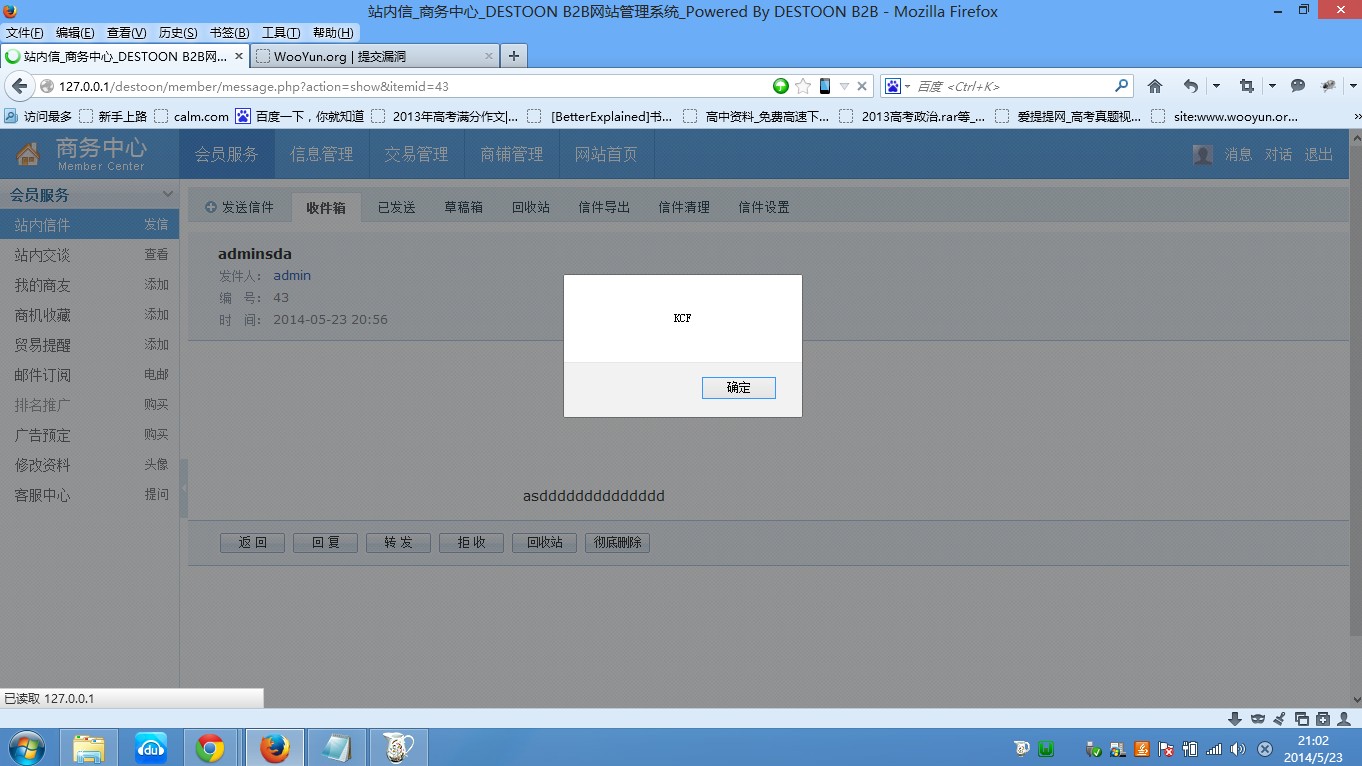 站内信_商务中心_DESTOON B2B网站管理系统_Powered By DESTOON B2B - Mozilla Firefox
文件(F) 编辑(E) 查看(V) 历史(S) 书签(B) 工具(T) 帮助(H)
站内信_商务中心_DESTOON B2B网... WooYun.org | 提交漏洞
127.0.0.1/destoon/member/message.php?action=show&itemid=43 百度 <Ctrl+K>
访问最多 新手上路 calm.com 百度一下，你就知道 2013年高考满分作文|... [BetterExplained]书... 高中资料_免费高速下... 2013高考政治.rar等_... 爱提提网_高考真题视... site:www.wooyun.or...
商务中心
Member Center
会员服务 信息管理 交易管理 商铺管理 网站首页 消息 对话 退出
会员服务
站内信件 发信
站内交谈 查看
我的商友 添加
商机收藏 添加
贸易提醒 添加
邮件订阅 电邮
排名推广 购买
广告预定 购买
修改资料 头像
客服中心 提问
发送信件 收件箱 已发送 草稿箱 回收站 信件导出 信件清理 信件设置
adminsda
发件人： admin
编 号： 43
时 间： 2014-05-23 20:56
KCF
确定
asdddddddddddddd
返 回 回 复 转 发 拒 收 回收站 彻底删除
已读取 127.0.0.1
du
21:02
2014/5/23